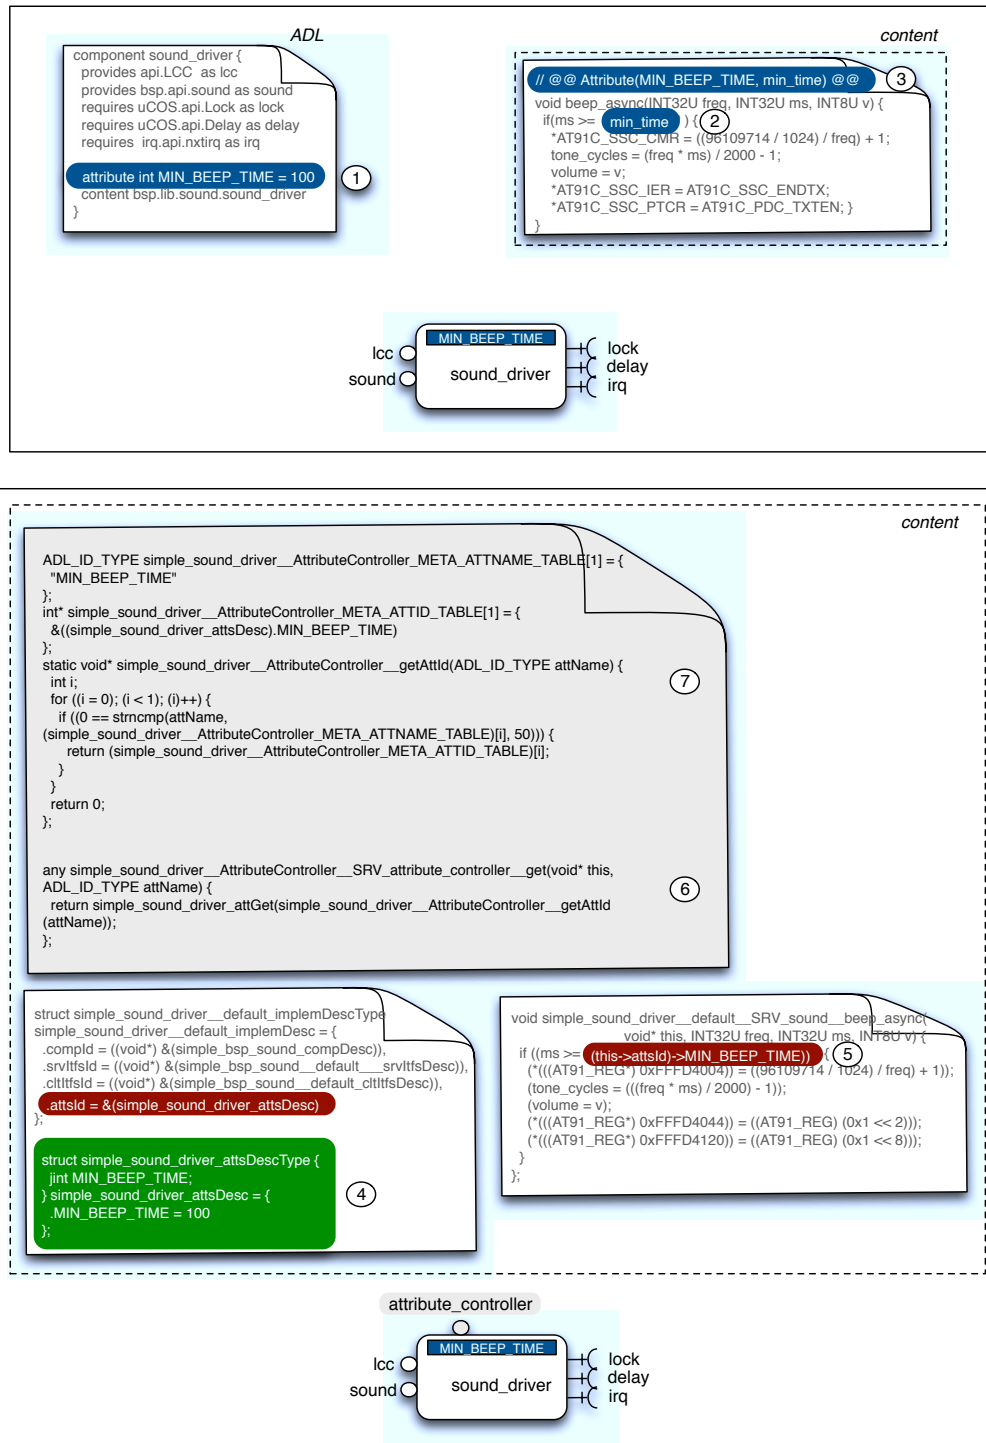 ADL
component sound_driver {
provides api.LCC as lcc
provides bsp.api.sound as sound
requires uCOS.api.Lock as lock
requires uCOS.api.Delay as delay
requires irq.api.nxtirq as irq
attribute int MIN_BEEP_TIME = 100
1
content bsp.lib.sound.sound_driver
}
content
// @@ Attribute(MIN_BEEP_TIME, min_time) @@
3
void beep_async(INT32U freq, INT32U ms, INT8U v) {
if(ms >= min_time ) {
2
*AT91C_SSC_CMR = ((96109714 / 1024) / freq) + 1;
tone_cycles = (freq * ms) / 2000 - 1;
volume = v;
*AT91C_SSC_IER = AT91C_SSC_ENDTX;
*AT91C_SSC_PTCR = AT91C_PDC_TXTEN; }
}
MIN_BEEP_TIME
lcc
sound
sound_driver
lock
delay
irq
content
ADL_ID_TYPE simple_sound_driver__AttributeController_META_ATTNAME_TABLE[1] = {
"MIN_BEEP_TIME"
};
int* simple_sound_driver__AttributeController_META_ATTID_TABLE[1] = {
&((simple_sound_driver_attsDesc).MIN_BEEP_TIME)
};
static void* simple_sound_driver__AttributeController__getAttId(ADL_ID_TYPE attName) {
int i;
7
for ((i = 0); (i < 1); (i)++) {
if ((0 == strncmp(attName,
(simple_sound_driver__AttributeController_META_ATTNAME_TABLE)[i], 50))) {
return (simple_sound_driver__AttributeController_META_ATTID_TABLE)[i];
}
}
return 0;
};
any simple_sound_driver__AttributeController__SRV_attribute_controller__get(void* this,
ADL_ID_TYPE attName) {
6
return simple_sound_driver_attGet(simple_sound_driver__AttributeController__getAttId
(attName));
};
struct simple_sound_driver__default_implemDescType
simple_sound_driver__default_implemDesc = {
.compId = ((void*) &(simple_bsp_sound_compDesc)),
.srvItfsId = ((void*) &(simple_bsp_sound__default___srvItfsDesc)),
.cltItfsId = ((void*) &(simple_bsp_sound__default_cltItfsDesc)),
.attsId = &(simple_sound_driver_attsDesc)
};
struct simple_sound_driver_attsDescType {
jint MIN_BEEP_TIME;
} simple_sound_driver_attsDesc = {
4
.MIN_BEEP_TIME = 100
};
void simple_sound_driver__default__SRV_sound__beep_async(
void* this, INT32U freq, INT32U ms, INT8U v) {
if ((ms >= (this->attsId)->MIN_BEEP_TIME)) {
5
(*(((AT91_REG*) 0xFFFD4004)) = ((96109714 / 1024) / freq) + 1));
(tone_cycles = (((freq * ms) / 2000) - 1));
(volume = v);
(*(((AT91_REG*) 0xFFFD4044)) = ((AT91_REG) (0x1 << 2)));
(*(((AT91_REG*) 0xFFFD4120)) = ((AT91_REG) (0x1 << 8)));
}
};
attribute_controller
MIN_BEEP_TIME
lcc
sound
sound_driver
lock
delay
irq